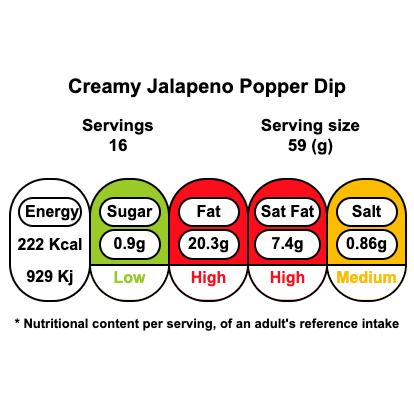 Creamy Jalapeno Popper Dip
Servings
16
Serving size
59 (g)
Energy
222 Kcal
929 Kj
Sugar
0.9g
Low
Fat
20.3g
High
Sat Fat
7.4g
High
Salt
0.86g
Medium
* Nutritional content per serving, of an adult's reference intake